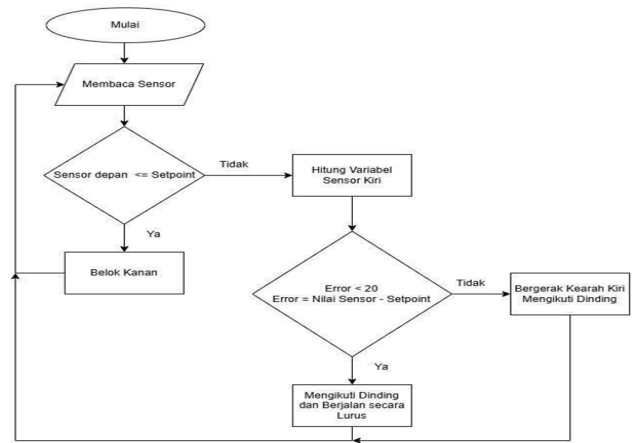 Mulai
Membaca Sensor
Sensor depan <= Setpoint
Tidak
Hitung Variabel
Sensor Kiri
Ya
Belok Kanan
Error < 20
Error = Nilai Sensor - Setpoint
Tidak
Bergerak Kearah Kiri
Mengikuti Dinding
Ya
Mengikuti Dinding
dan Berjalan secara
Lurus